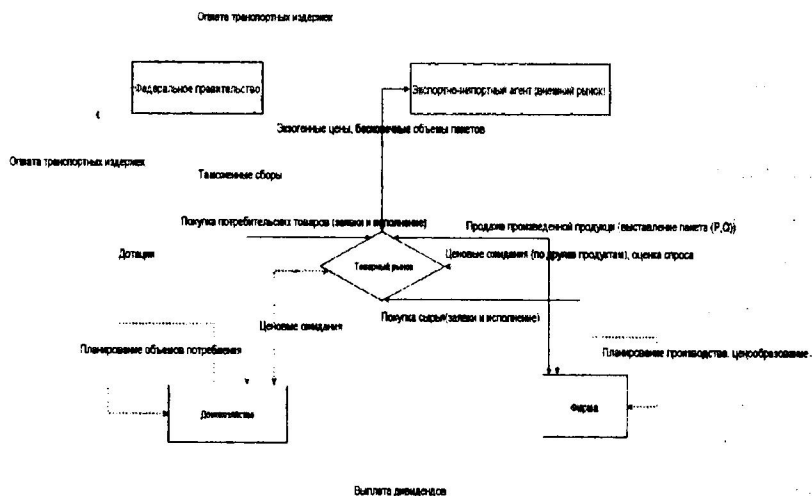 Оплата транспортных издержек
Федеральное правительство
Экспортно-импортный агент (внешний рынок)
Экзогенные цены, бесконечные объемы пакетов
Оплата транспортных издержек
Таможенные сборы
Покупка потребительских товаров (заявки и исполнение)
Продажа произведенной продукци (выставление пакета (P,Q))
Дотации
Товарный рынок
Ценовые ожидания (по другим продуктам), оценка спроса
Ценовые ожидания
Покупка сырья(заявки и исполнение)
Планирование объемов потребления
Планирование производства, ценообразование
Домохозяйство
Фирма
Выплата дивидендов